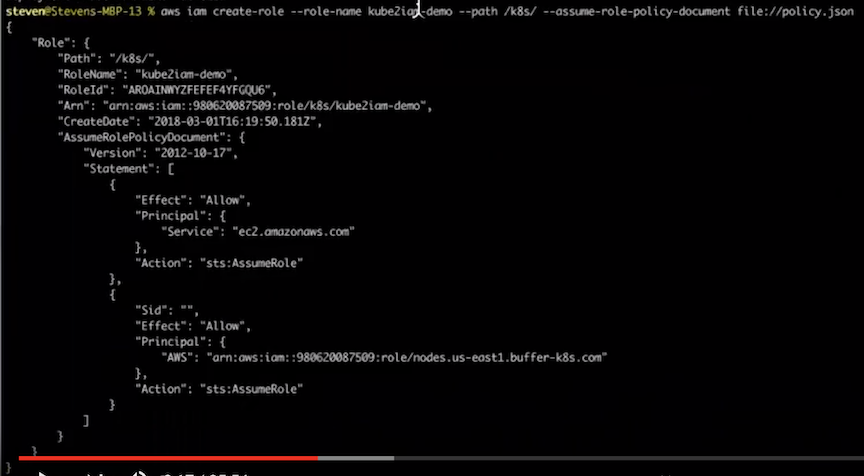 steven@Stevens-MBP-13 % aws iam create-role --role-name kube2iam-demo --path /k8s/ --assume-role-policy-document file://policy.json
{
    "Role": {
        "Path": "/k8s/",
        "RoleName": "kube2iam-demo",
        "RoleId": "AROAINWYZFEFEF4YFGQU6",
        "Arn": "arn:aws:iam::980620087509:role/k8s/kube2iam-demo",
        "CreateDate": "2018-03-01T16:19:50.181Z",
        "AssumeRolePolicyDocument": {
            "Version": "2012-10-17",
            "Statement": [
                {
                    "Effect": "Allow",
                    "Principal": {
                        "Service": "ec2.amazonaws.com"
                    },
                    "Action": "sts:AssumeRole"
                },
                {
                    "Sid": "",
                    "Effect": "Allow",
                    "Principal": {
                        "AWS": "arn:aws:iam::980620087509:role/nodes.us-east1.buffer-k8s.com"
                    },
                    "Action": "sts:AssumeRole"
                }
            ]
        }
    }
}